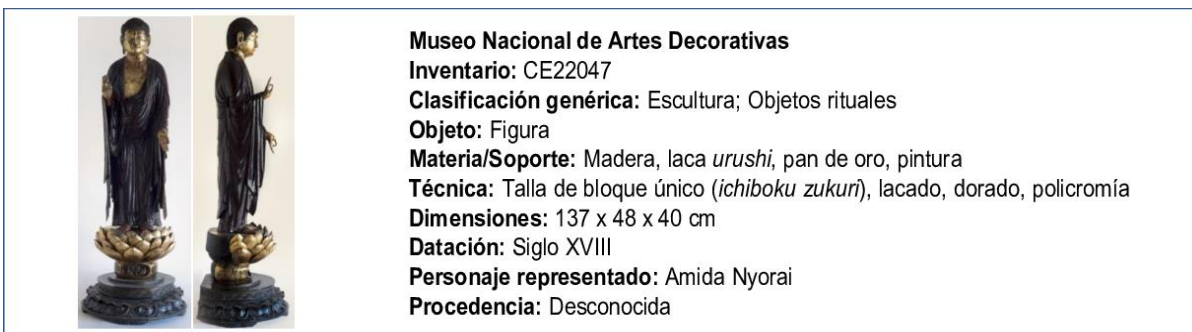 Museo Nacional de Artes Decorativas
Inventario: CE22047
Clasificación genérica: Escultura; Objetos rituales
Objeto: Figura
Materia/Soporte: Madera, laca urushi, pan de oro, pintura
Técnica: Talla de bloque único (ichiboku zukuri), lacado, dorado, policromía
Dimensiones: 137 x 48 x 40 cm
Datación: Siglo XVIII
Personaje representado: Amida Nyorai
Procedencia: Desconocida